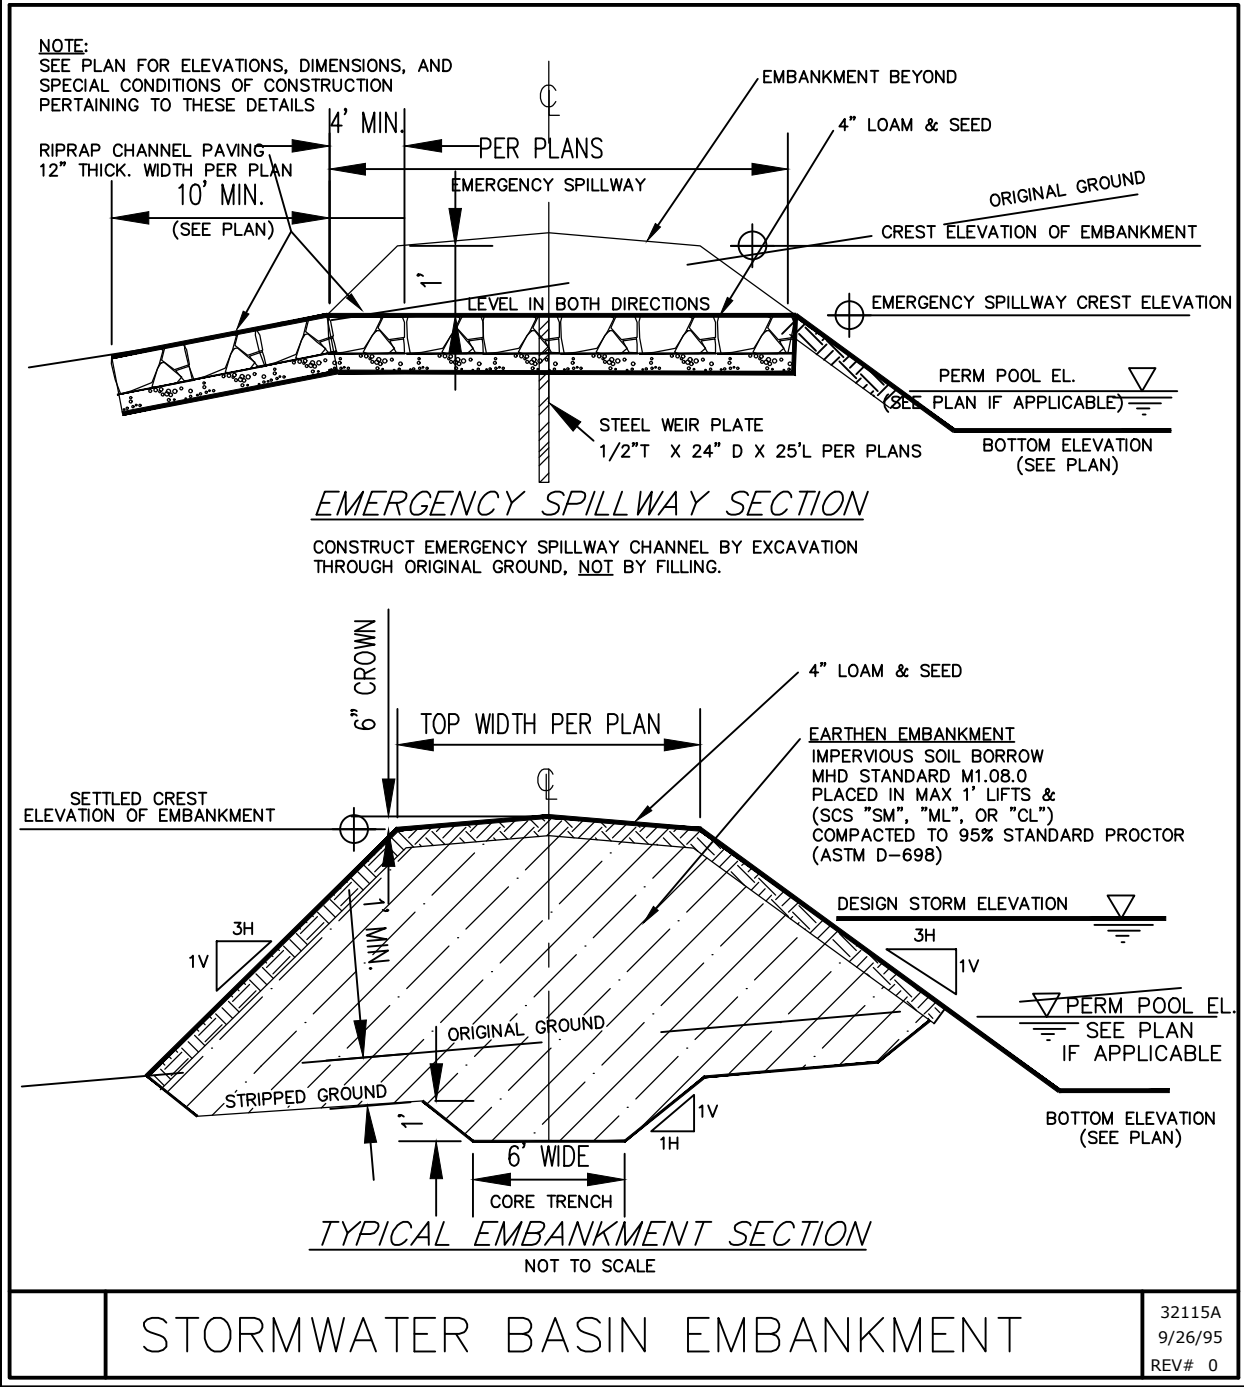 NOTE:
SEE PLAN FOR ELEVATIONS, DIMENSIONS, AND
SPECIAL CONDITIONS OF CONSTRUCTION
PERTAINING TO THESE DETAILS
EMBANKMENT BEYOND
4' MIN.
4" LOAM & SEED
PER PLANS
RIPRAP CHANNEL PAVING
12" THICK. WIDTH PER PLAN
EMERGENCY SPILLWAY
10' MIN.
(SEE PLAN)
ORIGINAL GROUND
CREST ELEVATION OF EMBANKMENT
1'
LEVEL IN BOTH DIRECTIONS
EMERGENCY SPILLWAY CREST ELEVATION
PERM POOL EL.
(SEE PLAN IF APPLICABLE)
STEEL WEIR PLATE
1/2"T X 24" D X 25'L PER PLANS
BOTTOM ELEVATION
(SEE PLAN)
EMERGENCY SPILLWAY SECTION
CONSTRUCT EMERGENCY SPILLWAY CHANNEL BY EXCAVATION
THROUGH ORIGINAL GROUND, NOT BY FILLING.
6" CROWN
4" LOAM & SEED
TOP WIDTH PER PLAN
EARTHEN EMBANKMENT
IMPERVIOUS SOIL BORROW
MHD STANDARD M1.08.0
PLACED IN MAX 1' LIFTS &
(SCS "SM", "ML", OR "CL")
COMPACTED TO 95% STANDARD PROCTOR
(ASTM D-698)
SETTLED CREST
ELEVATION OF EMBANKMENT
DESIGN STORM ELEVATION
1' MIN.
3H
1V
3H
1V
PERM POOL EL.
SEE PLAN
IF APPLICABLE
ORIGINAL GROUND
STRIPPED GROUND
1'
1V
1H
BOTTOM ELEVATION
(SEE PLAN)
6' WIDE
CORE TRENCH
TYPICAL EMBANKMENT SECTION
NOT TO SCALE
STORMWATER BASIN EMBANKMENT
32115A
9/26/95
REV# 0